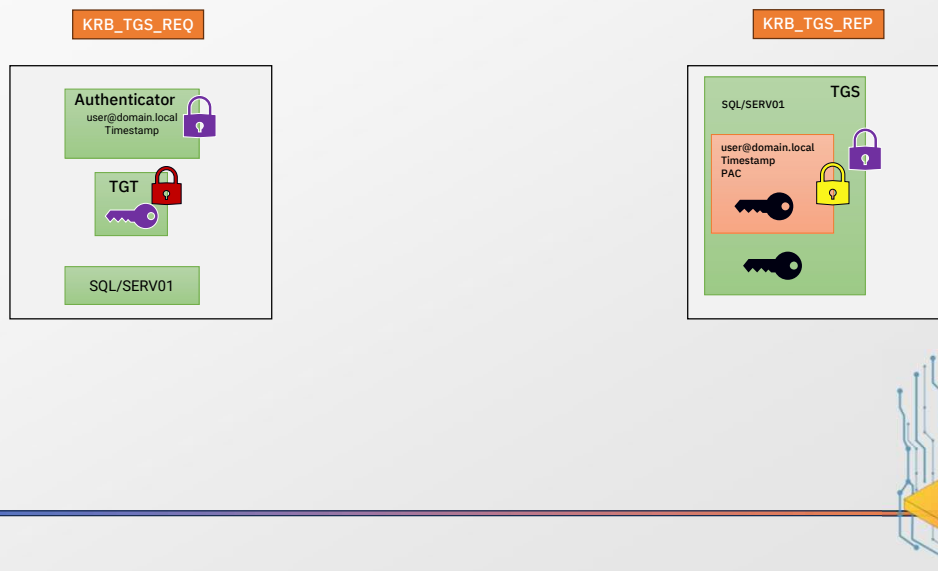 KRB_TGS_REQ
Authenticator
user@domain.local
Timestamp
TGT
SQL/SERV01
KRB_TGS_REP
TGS
SQL/SERV01
user@domain.local
Timestamp
PAC